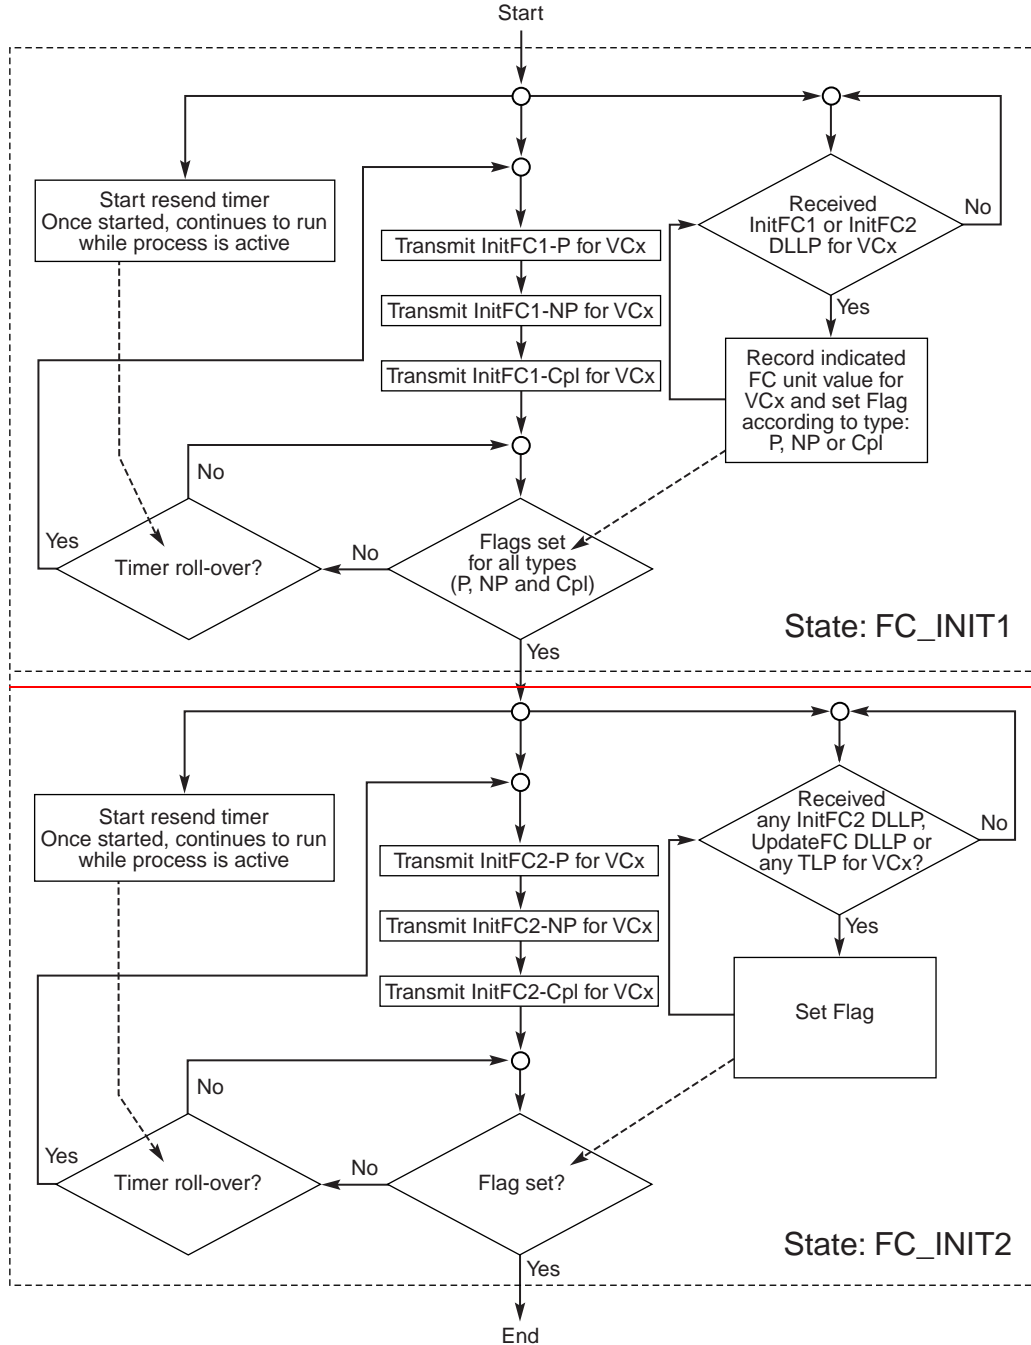 Start
Start resend timer
Once started, continues to run
while process is active
Transmit InitFC1-P for VCx
Transmit InitFC1-NP for VCx
Transmit InitFC1-Cpl for VCx
Received
InitFC1 or InitFC2
DLLP for VCx
No
Yes
Record indicated
FC unit value for
VCx and set Flag
according to type:
P, NP or Cpl
No
Yes
Timer roll-over?
No
Flags set
for all types
(P, NP and Cpl)
State: FC_INIT1
Yes
Start resend timer
Once started, continues to run
while process is active
Transmit InitFC2-P for VCx
Transmit InitFC2-NP for VCx
Transmit InitFC2-Cpl for VCx
Received
any InitFC2 DLLP,
UpdateFC DLLP or
any TLP for VCx?
No
Yes
Set Flag
No
Yes
Timer roll-over?
No
Flag set?
State: FC_INIT2
Yes
End